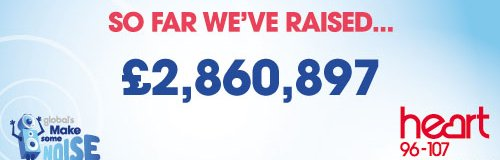 SO FAR WE'VE RAISED...
£2,860,897
global's
Make
some
NOISE
heart
96-107